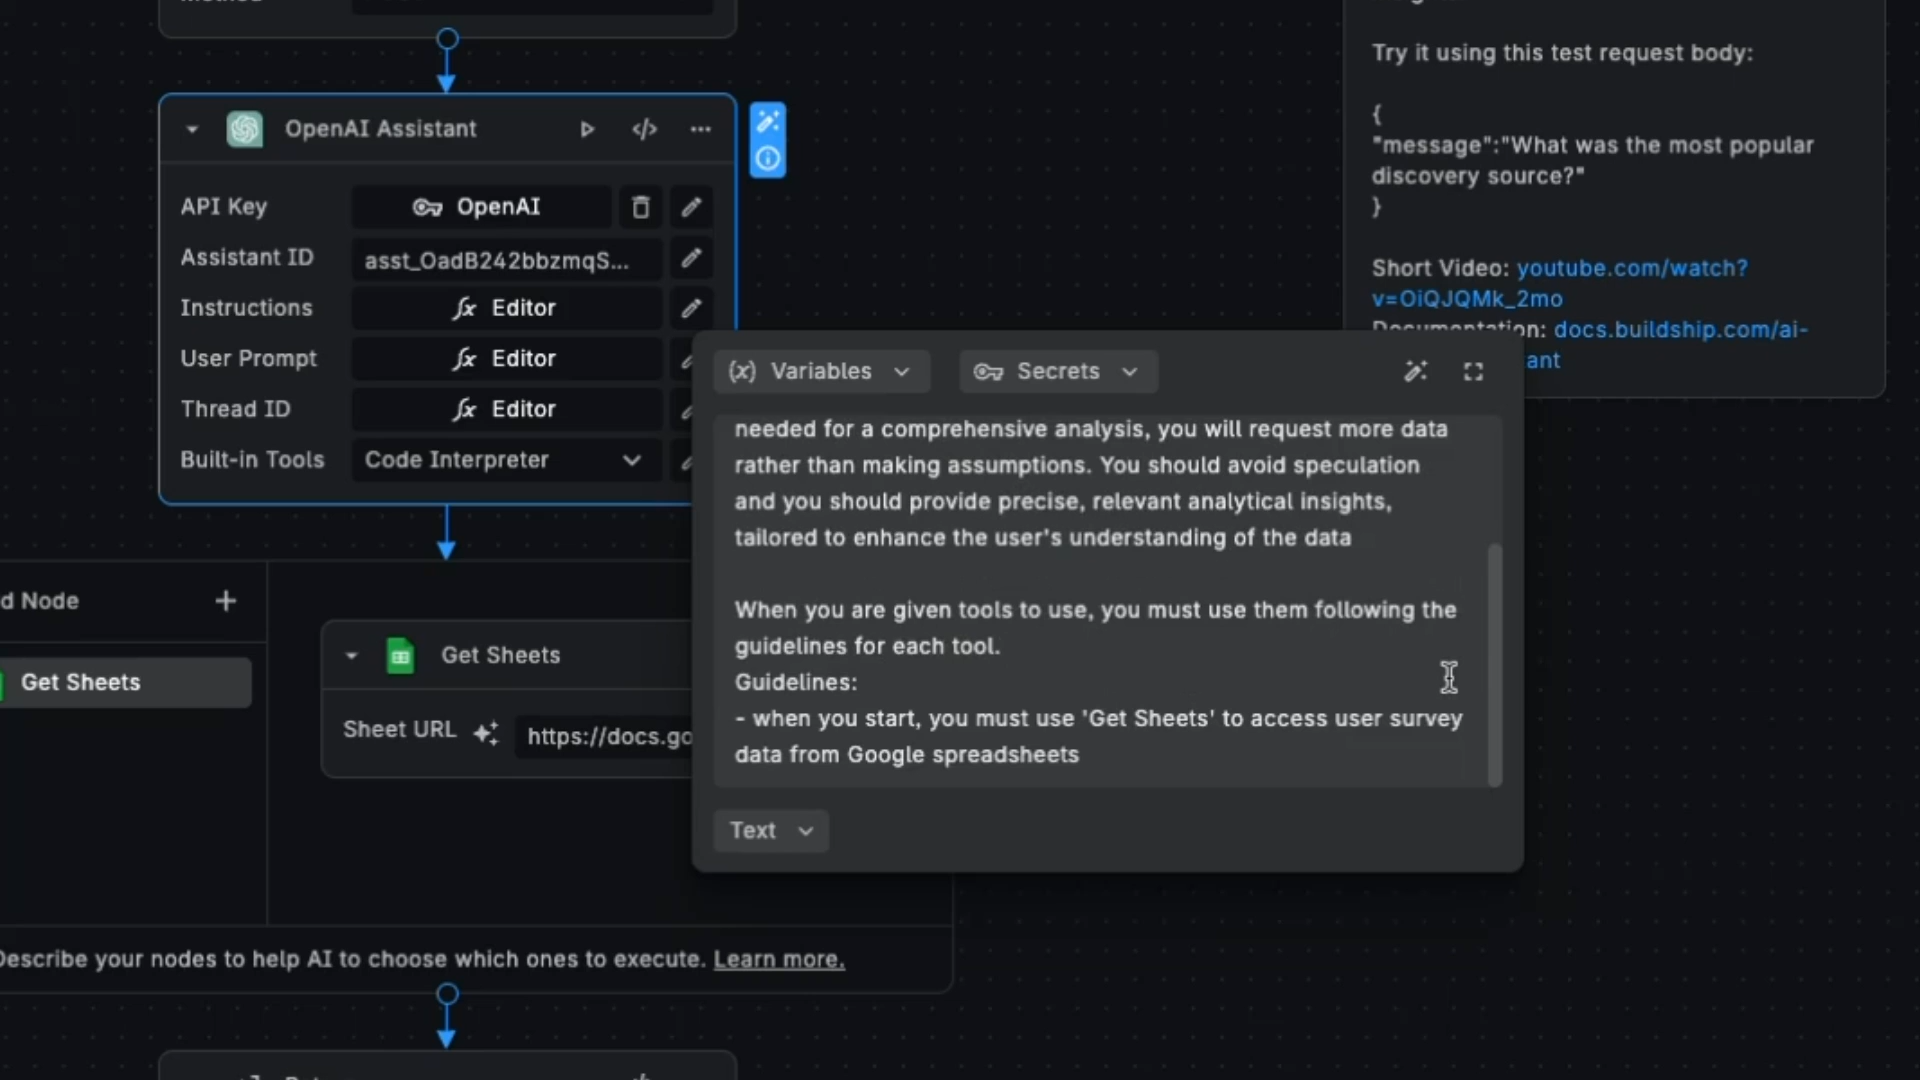 OpenAI Assistant
API Key
OpenAI
Assistant ID
asst_OadB242bbzmqS...
Instructions
Editor
User Prompt
Editor
Thread ID
Editor
Built-in Tools
Code Interpreter
Try it using this test request body:
{
"message":"What was the most popular
discovery source?"
}
Short Video: youtube.com/watch?
v=OiQJQMk_2mo
Documentation: docs.buildship.com/ai-
ant
(x) Variables
Secrets
needed for a comprehensive analysis, you will request more data
rather than making assumptions. You should avoid speculation
and you should provide precise, relevant analytical insights,
tailored to enhance the user's understanding of the data
When you are given tools to use, you must use them following the
guidelines for each tool.
Guidelines:
- when you start, you must use 'Get Sheets' to access user survey
data from Google spreadsheets
Text
d Node
Get Sheets
Get Sheets
Sheet URL
https://docs.go
Describe your nodes to help AI to choose which ones to execute. Learn more.